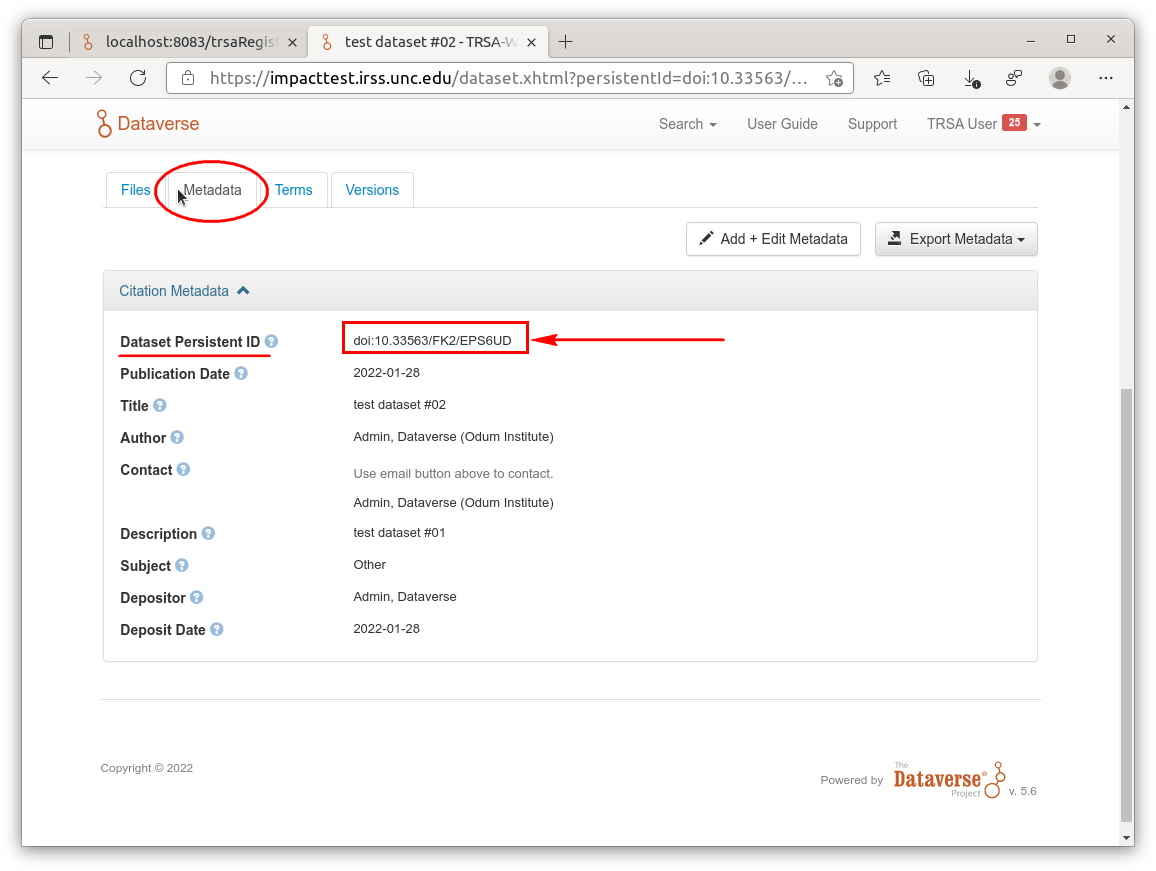 localhost:8083/trsaRegis
test dataset #02 - TRSA-W
https://impacttest.irss.unc.edu/dataset.xhtml?persistentId=doi:10.33563/…
Dataverse
Search
User Guide
Support
TRSA User 25
Files
Metadata
Terms
Versions
Add + Edit Metadata
Export Metadata
Citation Metadata
Dataset Persistent ID ? doi:10.33563/FK2/EPS6UD
Publication Date ? 2022-01-28
Title ? test dataset #02
Author ? Admin, Dataverse (Odum Institute)
Contact ? Use email button above to contact.
Admin, Dataverse (Odum Institute)
Description ? test dataset #01
Subject ? Other
Depositor ? Admin, Dataverse
Deposit Date ? 2022-01-28
Copyright © 2022
Powered by
The
Dataverse®
Project
v. 5.6